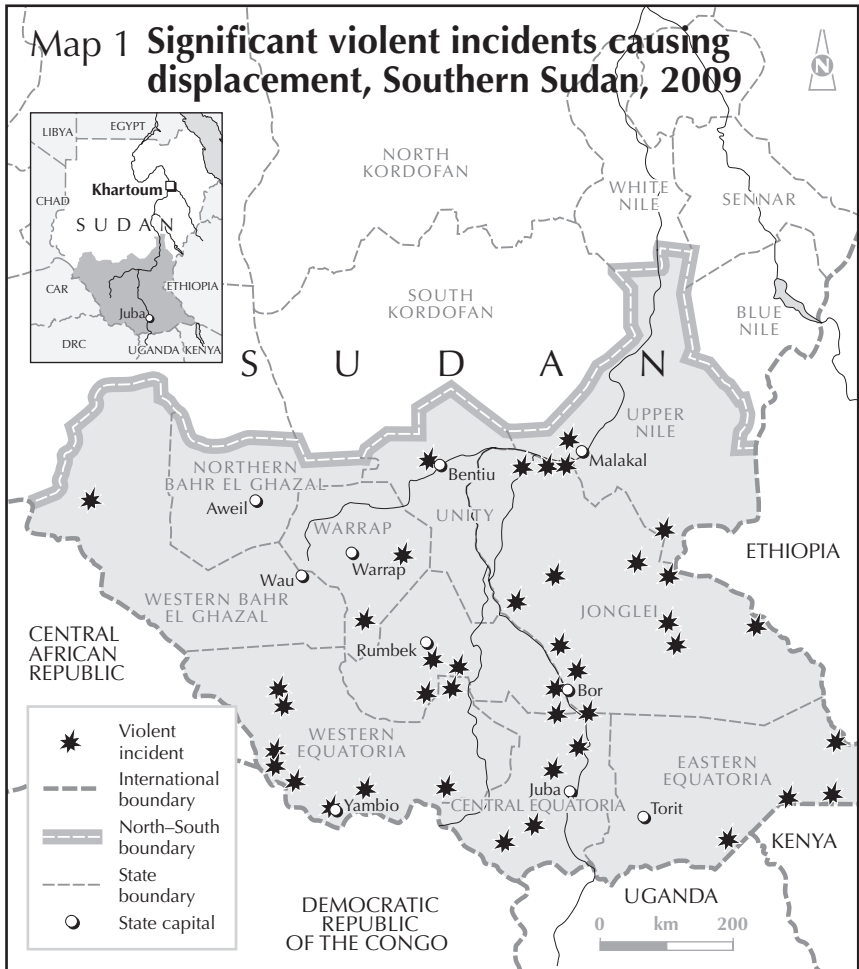 Map 1 Significant violent incidents causing
displacement, Southern Sudan, 2009
N
LIBYA
EGYPT
Khartoum
CHAD
SUDAN
CAR
ETHIOPIA
Juba
DRC
UGANDA
KENYA
NORTH
KORDOFAN
WHITE
NILE
SENNAR
SOUTH
KORDOFAN
BLUE
NILE
SUDAN
UPPER
NILE
Malakal
NORTHERN
BAHR EL GHAZAL
Bentiu
Aweil
UNITY
WARRAP
Warrap
ETHIOPIA
Wau
WESTERN BAHR
EL GHAZAL
JONGLEI
CENTRAL
AFRICAN
REPUBLIC
Rumbek
Bor
WESTERN
EQUATORIA
EASTERN
EQUATORIA
Juba
CENTRAL EQUATORIA
Yambio
Torit
KENYA
UGANDA
DEMOCRATIC
REPUBLIC
OF THE CONGO
Violent
incident
International
boundary
North–South
boundary
State
boundary
State capital
0 km 200